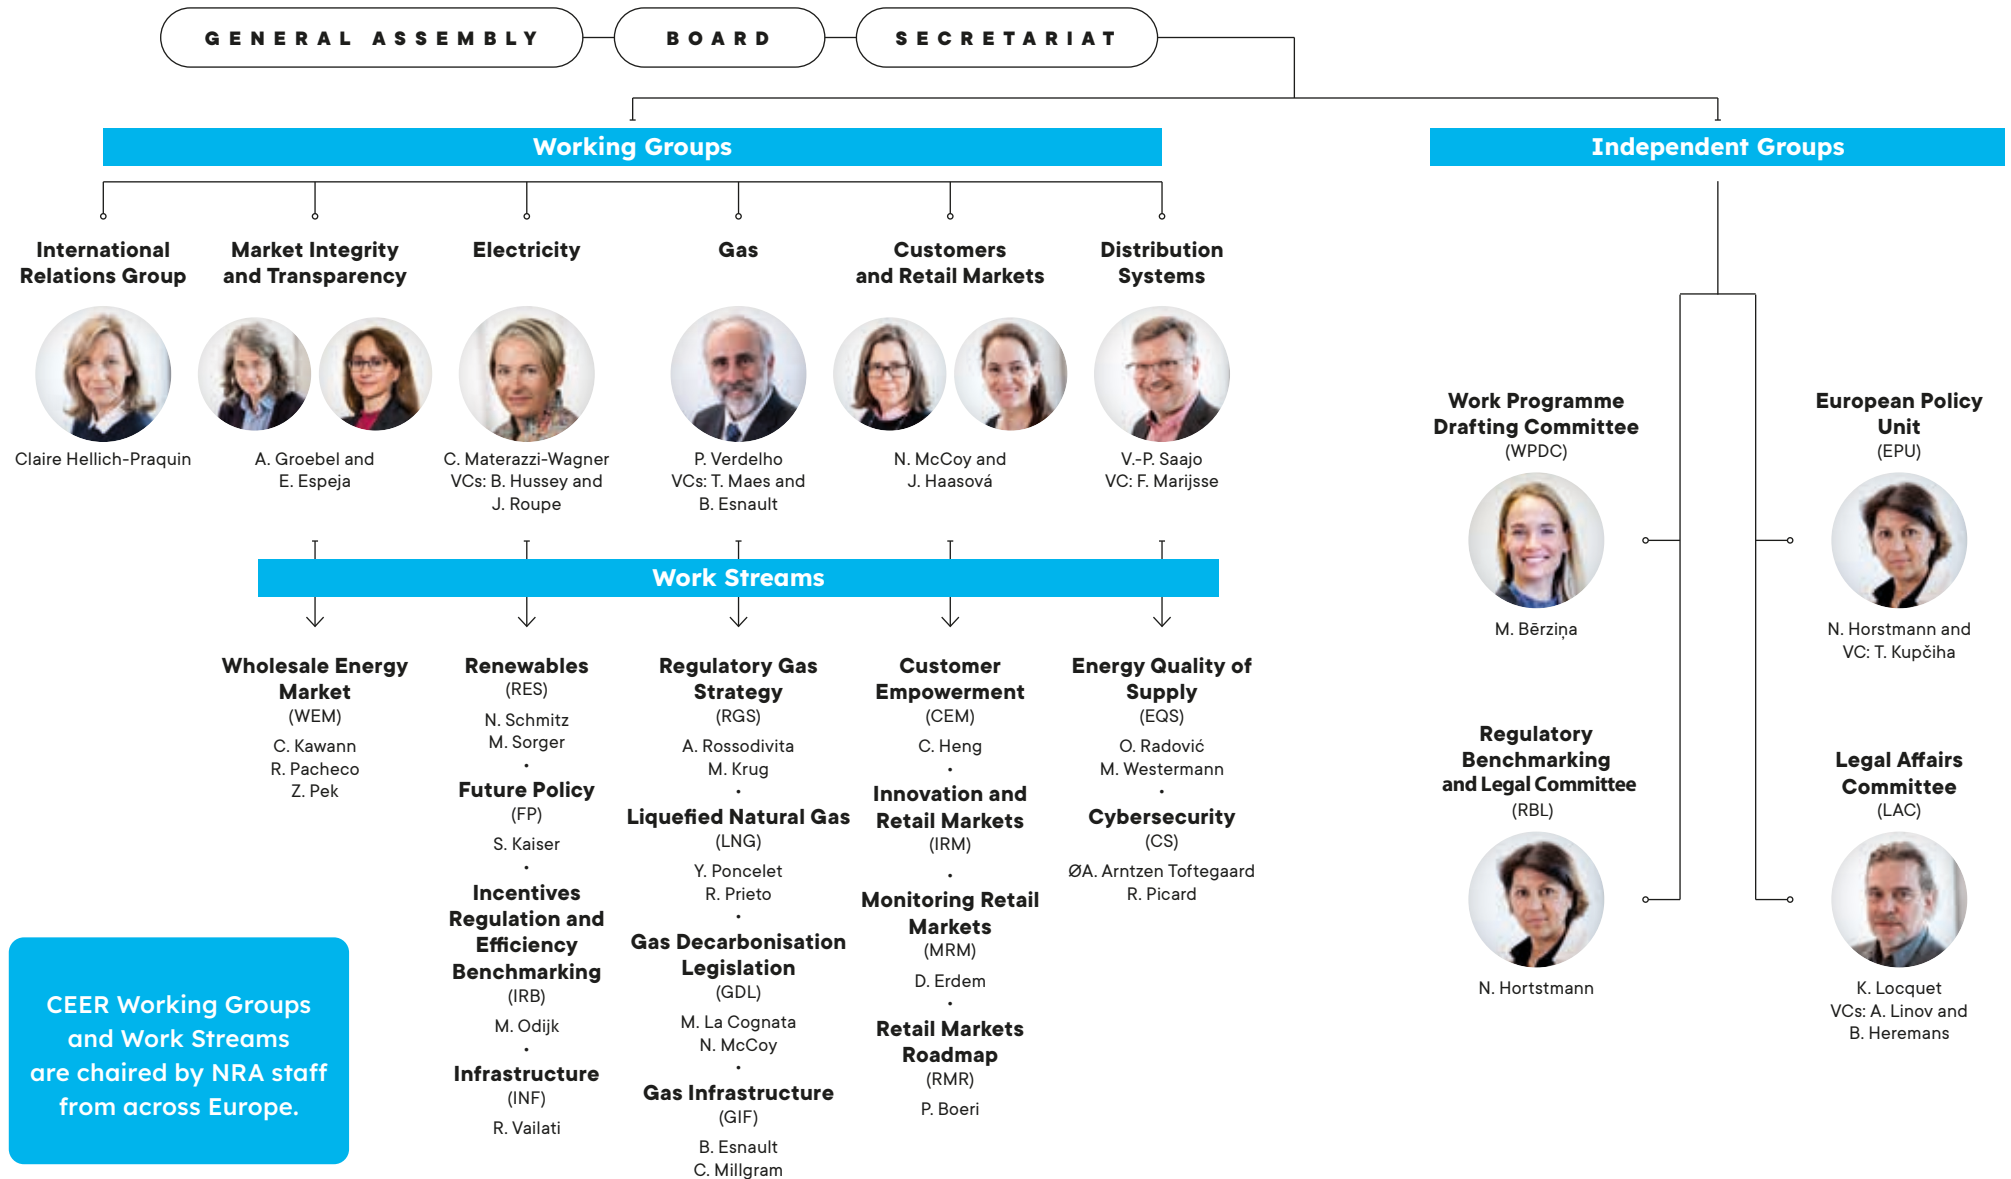 GENERAL ASSEMBLY
BOARD
SECRETARIAT
Working Groups
International
Relations Group
Claire Hellich-Praquin
Market Integrity
and Transparency
A. Groebel and
E. Espeja
Electricity
C. Materazzi-Wagner
VCs: B. Hussey and
J. Roupe
Gas
P. Verdelho
VCs: T. Maes and
B. Esnault
Customers
and Retail Markets
N. McCoy and
J. Haasová
Distribution
Systems
V.-P. Saajo
VC: F. Marijsse
Work Streams
Wholesale Energy
Market
(WEM)
C. Kawann
R. Pacheco
Z. Pek
Renewables
(RES)
N. Schmitz
M. Sorger
•
Future Policy
(FP)
S. Kaiser
•
Incentives
Regulation and
Efficiency
Benchmarking
(IRB)
M. Odijk
•
Infrastructure
(INF)
R. Vailati
Regulatory Gas
Strategy
(RGS)
A. Rossodivita
M. Krug
•
Liquefied Natural Gas
(LNG)
Y. Poncelet
R. Prieto
•
Gas Decarbonisation
Legislation
(GDL)
M. La Cognata
N. McCoy
•
Gas Infrastructure
(GIF)
B. Esnault
C. Millgram
Customer
Empowerment
(CEM)
C. Heng
•
Innovation and
Retail Markets
(IRM)
•
Monitoring Retail
Markets
(MRM)
D. Erdem
•
Retail Markets
Roadmap
(RMR)
P. Boeri
Energy Quality of
Supply
(EQS)
O. Radović
M. Westermann
•
Cybersecurity
(CS)
ØA. Arntzen Toftegaard
R. Picard
Independent Groups
Work Programme
Drafting Committee
(WPDC)
M. Bērziņa
European Policy
Unit
(EPU)
N. Horstmann and
VC: T. Kupčiha
Regulatory
Benchmarking
and Legal Committee
(RBL)
N. Hortstmann
Legal Affairs
Committee
(LAC)
K. Locquet
VCs: A. Linov and
B. Heremans
CEER Working Groups
and Work Streams
are chaired by NRA staff
from across Europe.